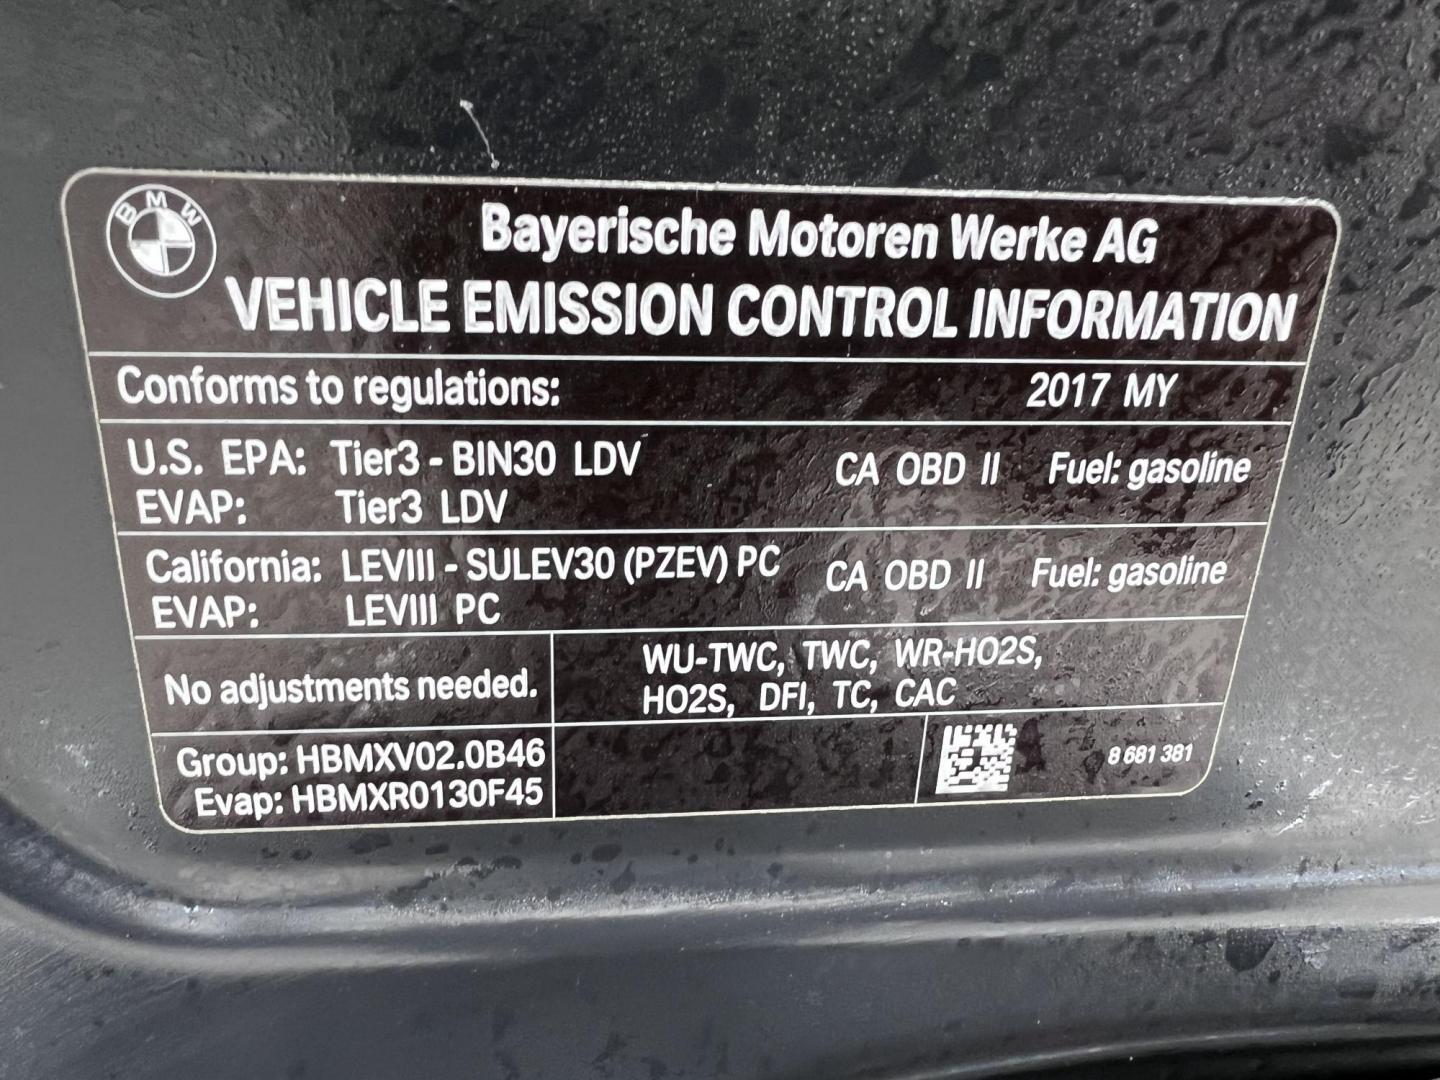 BMW
Bayerische Motoren Werke AG
VEHICLE EMISSION CONTROL INFORMATION
Conforms to regulations: 2017 MY
U.S. EPA: Tier3 - BIN30 LDV CA OBD II Fuel: gasoline
EVAP: Tier3 LDV
California: LEVIII - SULEV30 (PZEV) PC CA OBD II Fuel: gasoline
EVAP: LEVIII PC
No adjustments needed.
WU-TWC, TWC, WR-HO2S,
HO2S, DFI, TC, CAC
Group: HBMXV02.0B46
Evap: HBMXR0130F45
8 681 381